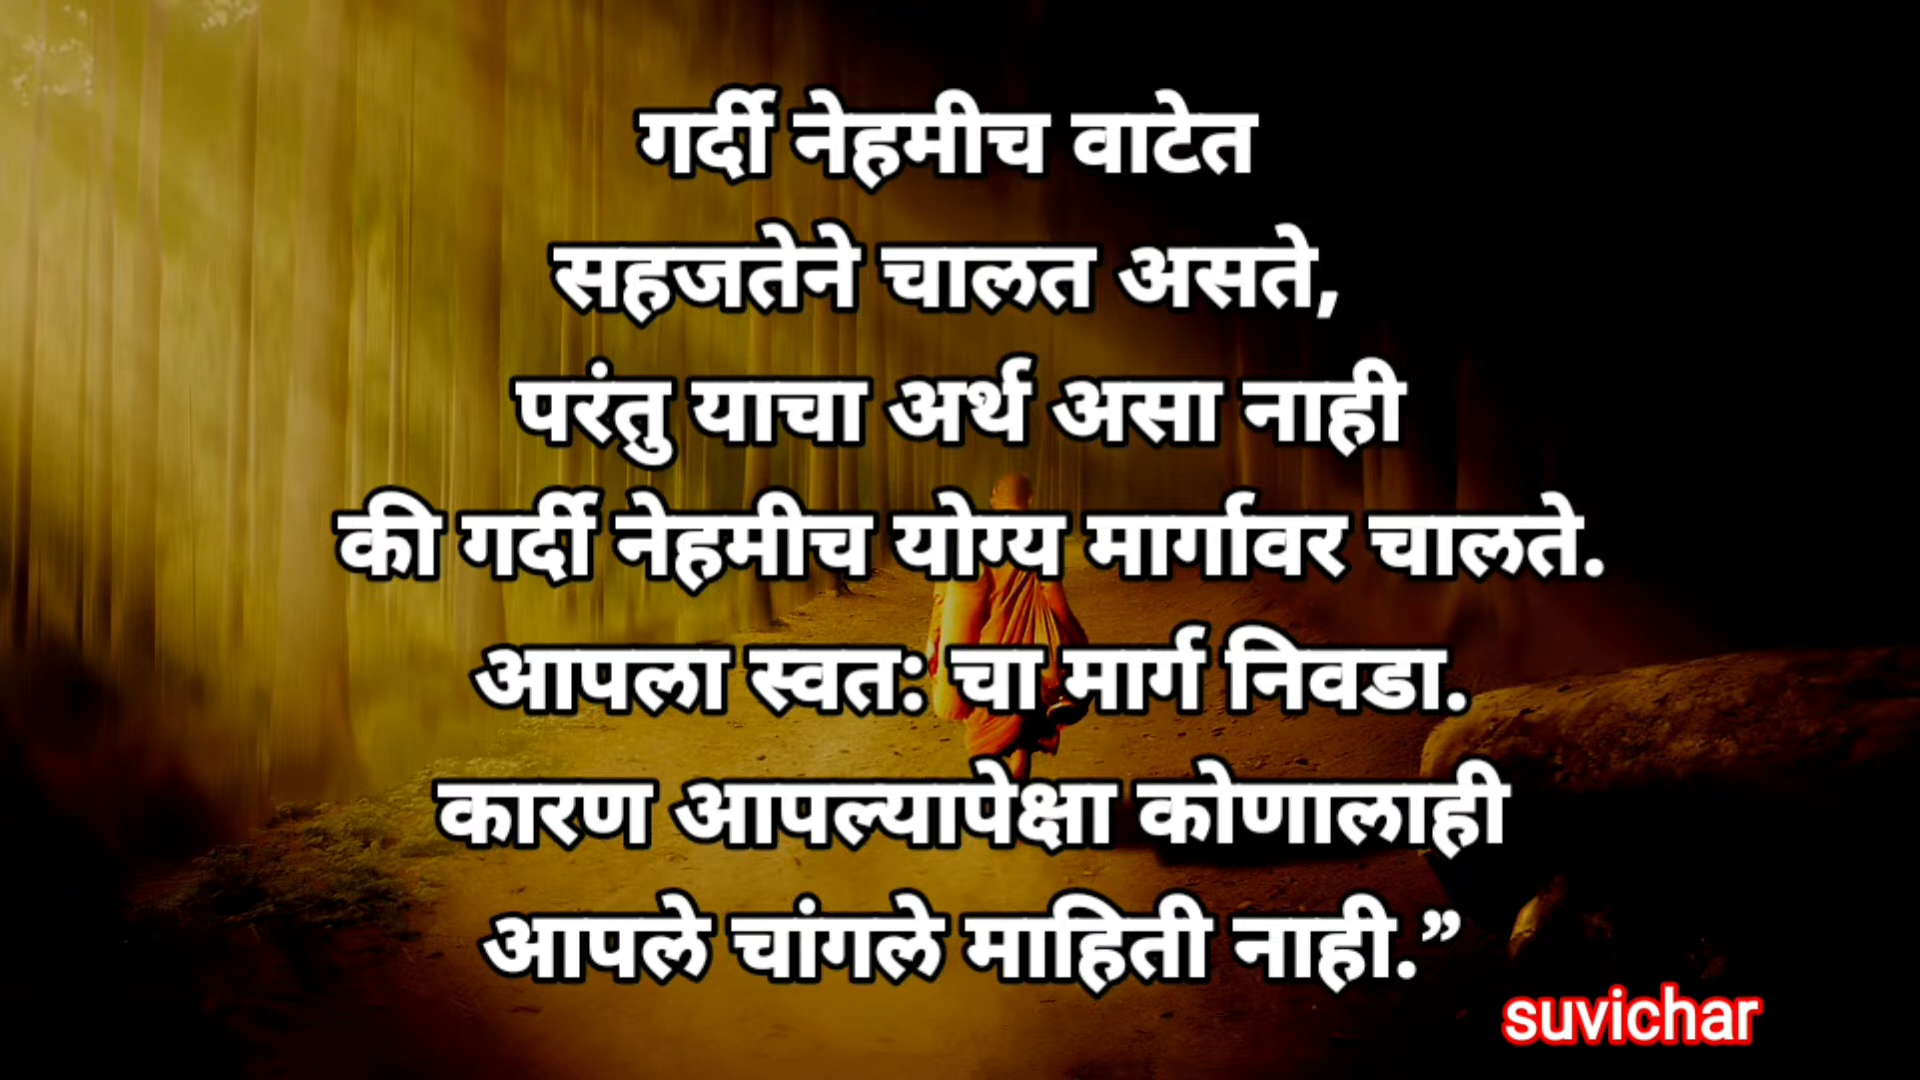 गर्दी नेहमीच वाटेत
सहजतेने चालत असते,
परंतु याचा अर्थ असा नाही
की गर्दी नेहमीच योग्य मार्गावर चालते.
आपला स्वत: चा मार्ग निवडा.
कारण आपल्यापेक्षा कोणालाही
आपले चांगले माहिती नाही.”
suvichar